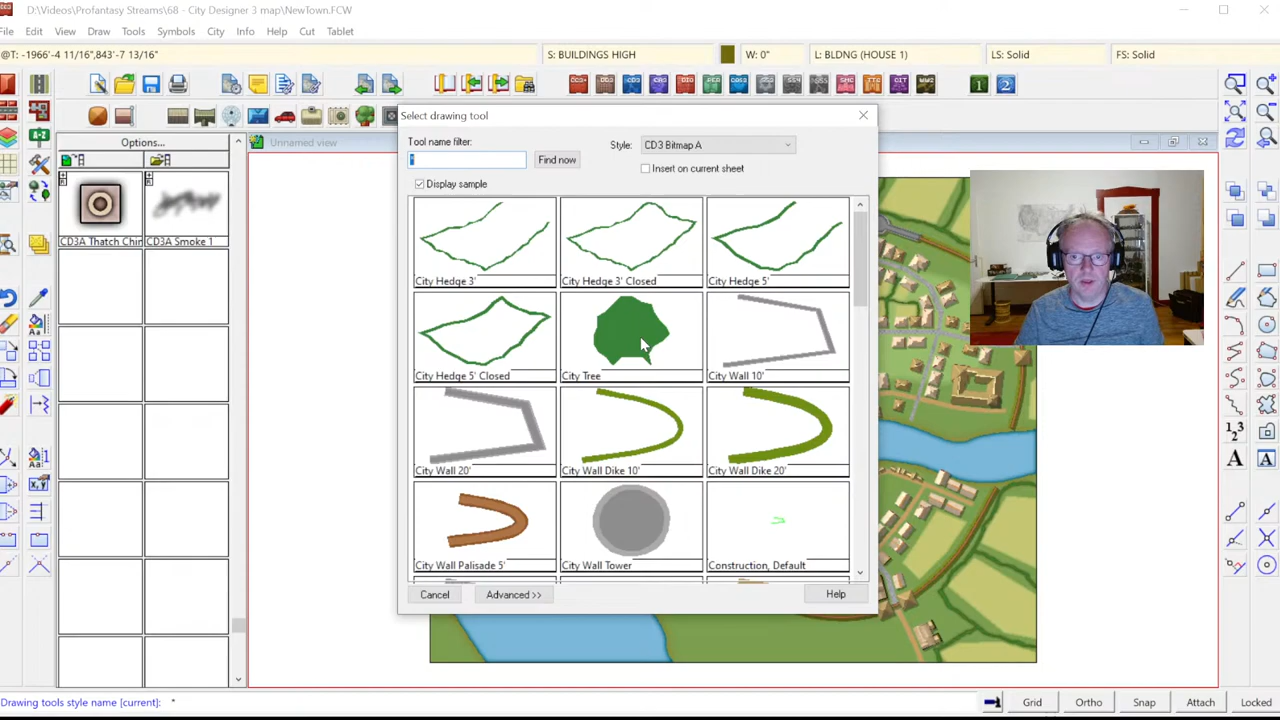 D:\Videos\Profantasy Streams\68 - City Designer 3 map\NewTown.FCW
File Edit View Draw Tools Symbols City Info Help Cut Tablet
@T: -1966'-4 11/16",843'-7 13/16" S: BUILDINGS HIGH W: 0" L: BLDNG (HOUSE 1) LS: Solid FS: Solid
Select drawing tool
Options... Unnamed view
Tool name filter: Style: CD3 Bitmap A
* Find now Insert on current sheet
Display sample
CD3A Thatch Chim CD3A Smoke 1
City Hedge 3' City Hedge 3' Closed City Hedge 5'
City Hedge 5' Closed City Tree City Wall 10'
City Wall 20' City Wall Dike 10' City Wall Dike 20'
City Wall Palisade 5' City Wall Tower Construction, Default
Cancel Advanced >> Help
Drawing tools style name [current]: * Grid Ortho Snap Attach Locked